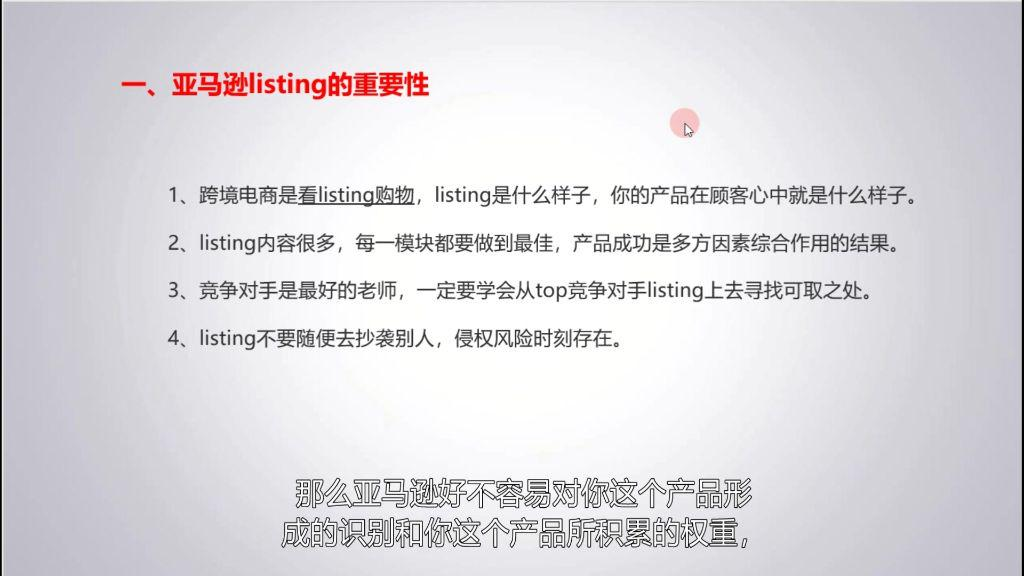 一、亚马逊listing的重要性
1、跨境电商是看listing购物，listing是什么样子，你的产品在顾客心中就是什么样子。
2、listing内容很多，每一模块都要做到最佳，产品成功是多方因素综合作用的结果。
3、竞争对手是最好的老师，一定要学会从top竞争对手listing上去寻找可取之处。
4、listing不要随便去抄袭别人，侵权风险时刻存在。
那么亚马逊好不容易对你这个产品形
成的识别和你这个产品所积累的权重，